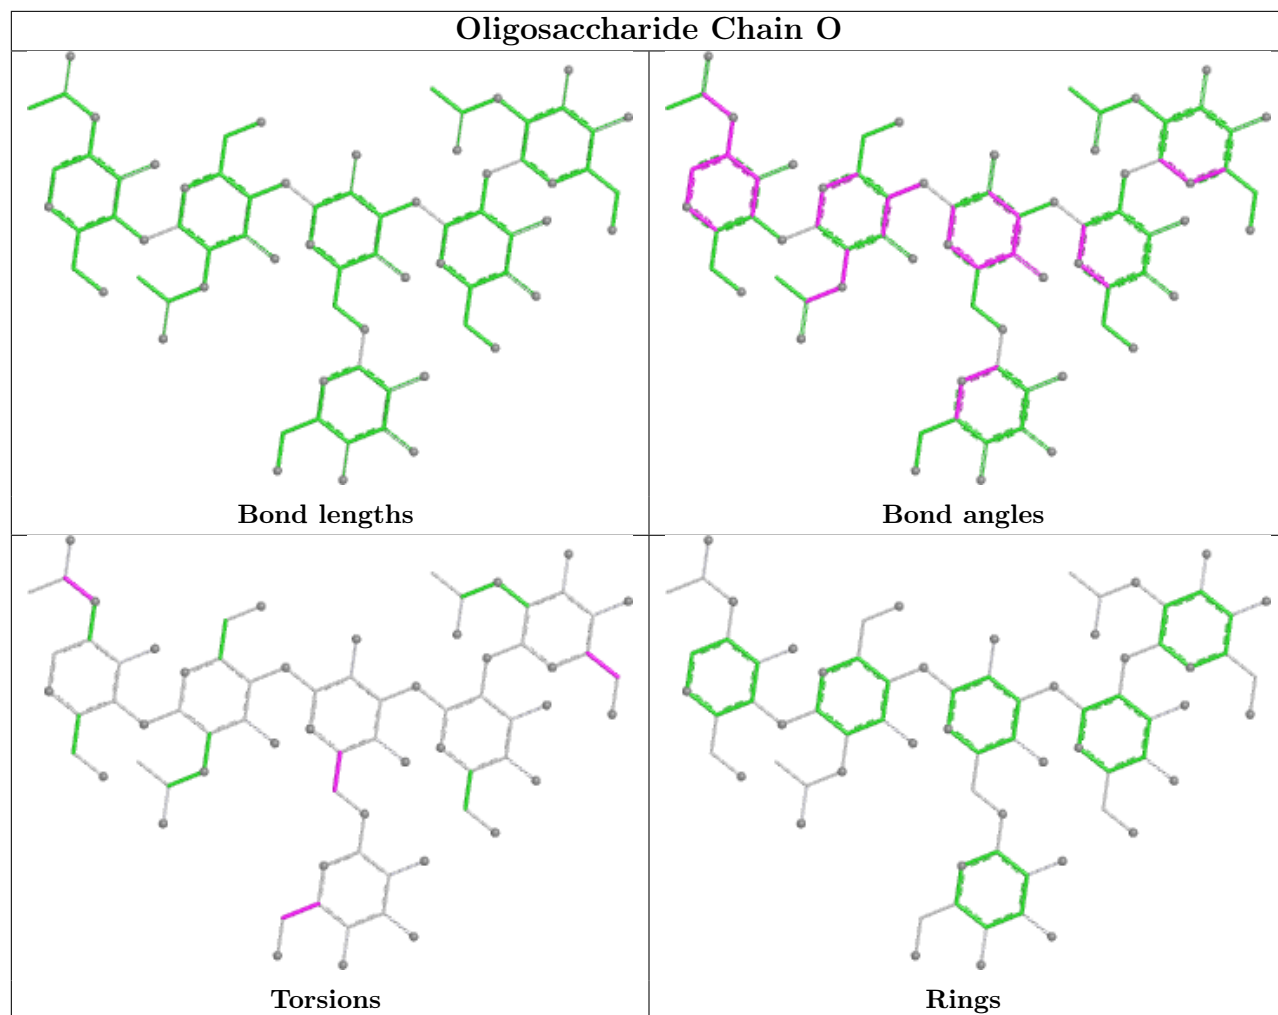 Oligosaccharide Chain O
Bond lengths
Bond angles
Torsions
Rings